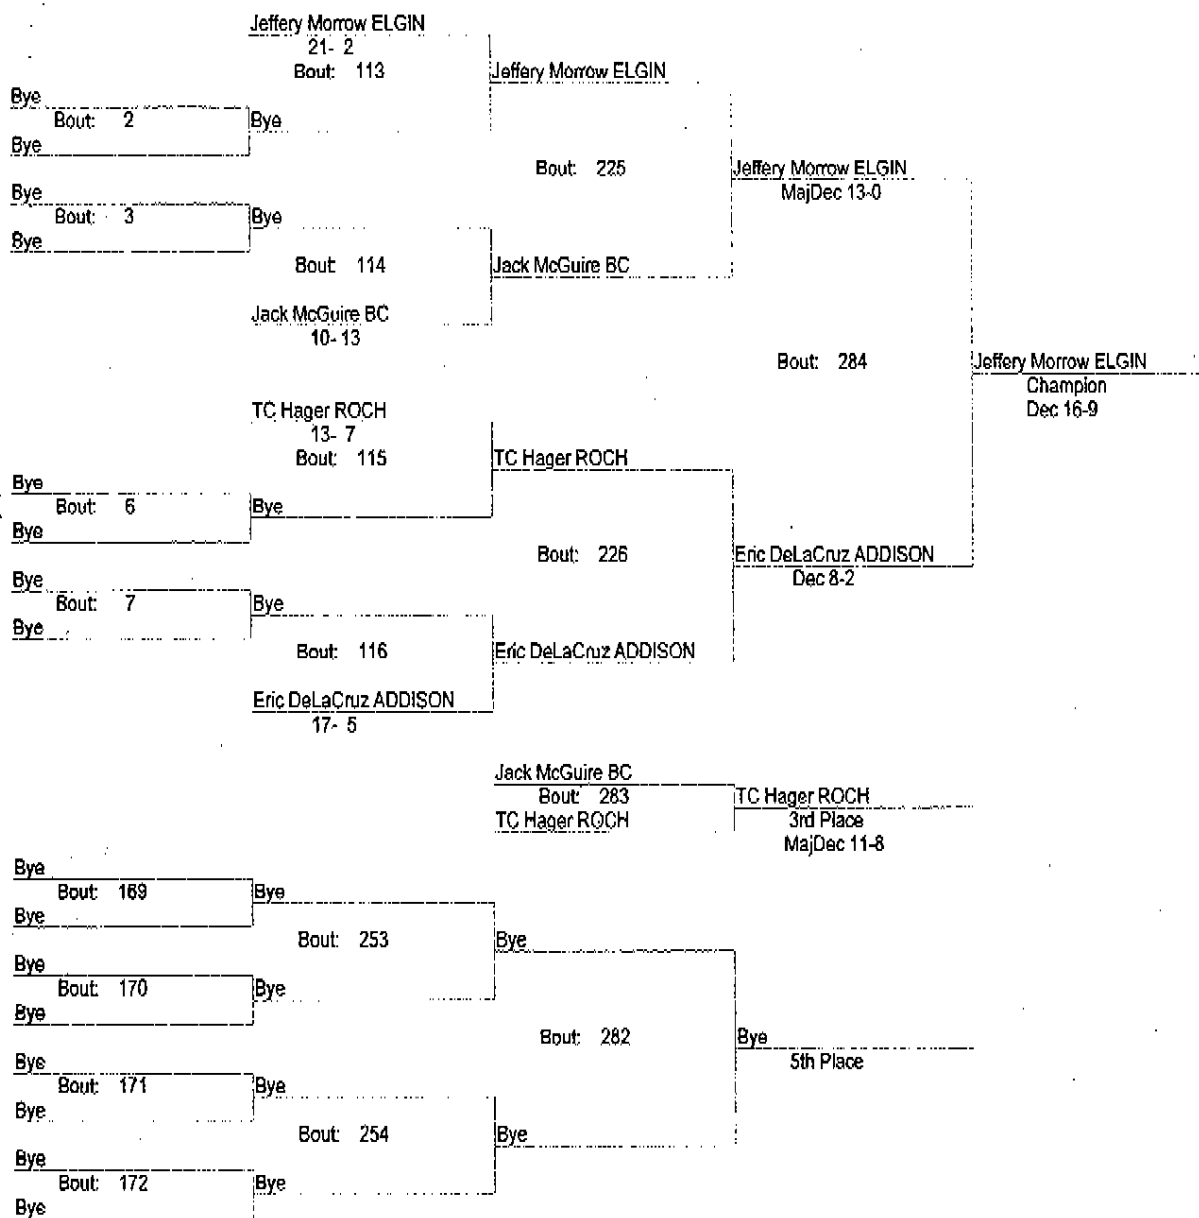 Jeffery Morrow ELGIN
21- 2
Bout: 113
Jeffery Morrow ELGIN
Bye
Bout: 2
Bye
Bye
Bout: 225
Jeffery Morrow ELGIN
MajDec 13-0
Bye
Bout: 3
Bye
Bye
Bout: 114
Jack McGuire BC
Jack McGuire BC
10- 13
Bout: 284
Jeffery Morrow ELGIN
Champion
Dec 16-9
TC Hager ROCH
13- 7
Bout: 115
TC Hager ROCH
Bye
Bout: 6
Bye
Bye
Bout: 226
Eric DeLaCruz ADDISON
Dec 8-2
Bye
Bout: 7
Bye
Bye
Bout: 116
Eric DeLaCruz ADDISON
Eric DeLaCruz ADDISON
17- 5
Jack McGuire BC
Bout: 283
TC Hager ROCH
TC Hager ROCH
3rd Place
MajDec 11-8
Bye
Bout: 169
Bye
Bye
Bout: 253
Bye
Bye
Bout: 170
Bye
Bye
Bout: 282
Bye
5th Place
Bye
Bout: 171
Bye
Bye
Bout: 254
Bye
Bye
Bout: 172
Bye
Bye